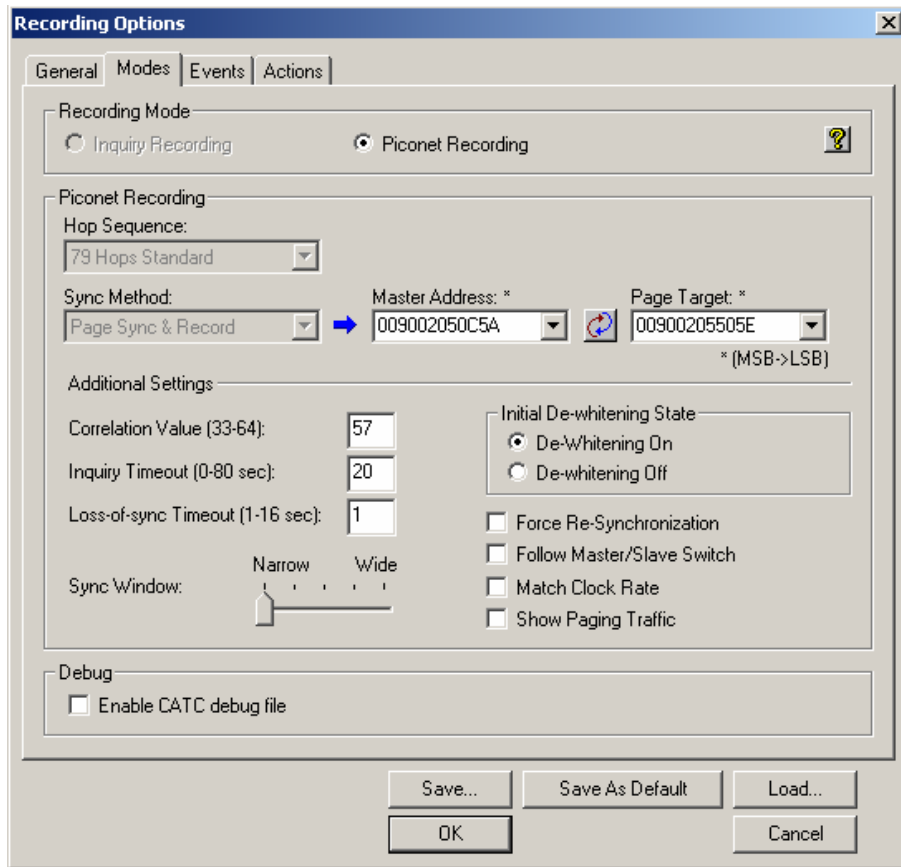 Recording Options
General Modes Events Actions
Recording Mode
Inquiry Recording Piconet Recording
Piconet Recording
Hop Sequence:
79 Hops Standard
Sync Method: Master Address: * Page Target: *
Page Sync & Record 009002050C5A 00900205505E
* (MSB->LSB)
Additional Settings
Correlation Value (33-64): 57
Inquiry Timeout (0-80 sec): 20
Loss-of-sync Timeout (1-16 sec): 1
Narrow Wide
Sync Window:
Initial De-whitening State
De-Whitening On
De-whitening Off
Force Re-Synchronization
Follow Master/Slave Switch
Match Clock Rate
Show Paging Traffic
Debug
Enable CATC debug file
Save... Save As Default Load...
OK Cancel